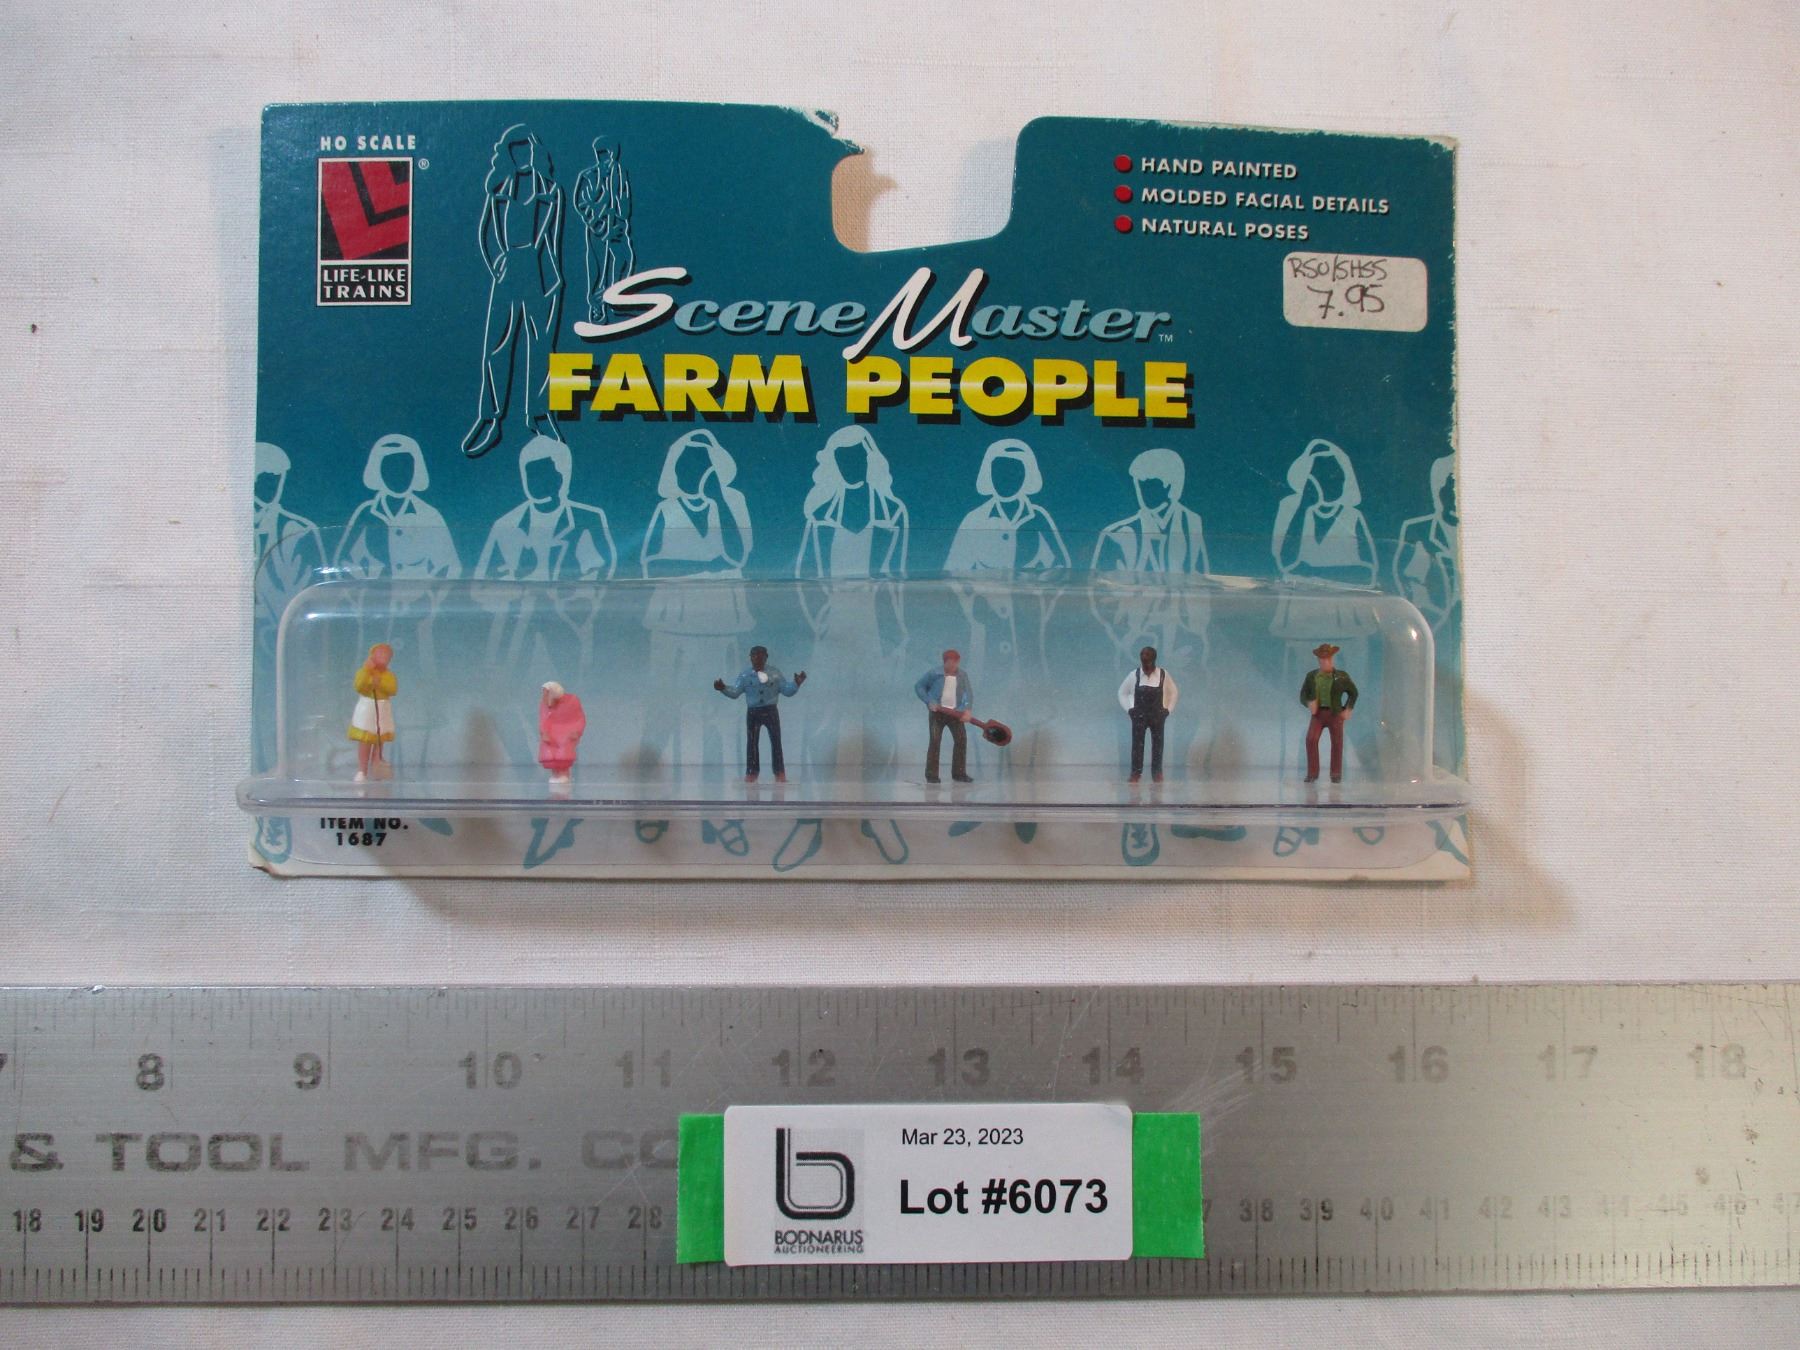 HO SCALE
LIFE-LIKE
TRAINS
®
HAND PAINTED
MOLDED FACIAL DETAILS
NATURAL POSES
RSO/SHSS
7.95
SceneMaster™
FARM PEOPLE
ITEM NO.
1687
8 9 10 11 12 13 14 15 16 17 18
& TOOL MFG. CO
18 19 20 21 22 23 24 25 26 27 28 38 39 40 41 42 43 44 45 46 47
Mar 23, 2023
Lot #6073
BODNARUS
AUCTIONEERING